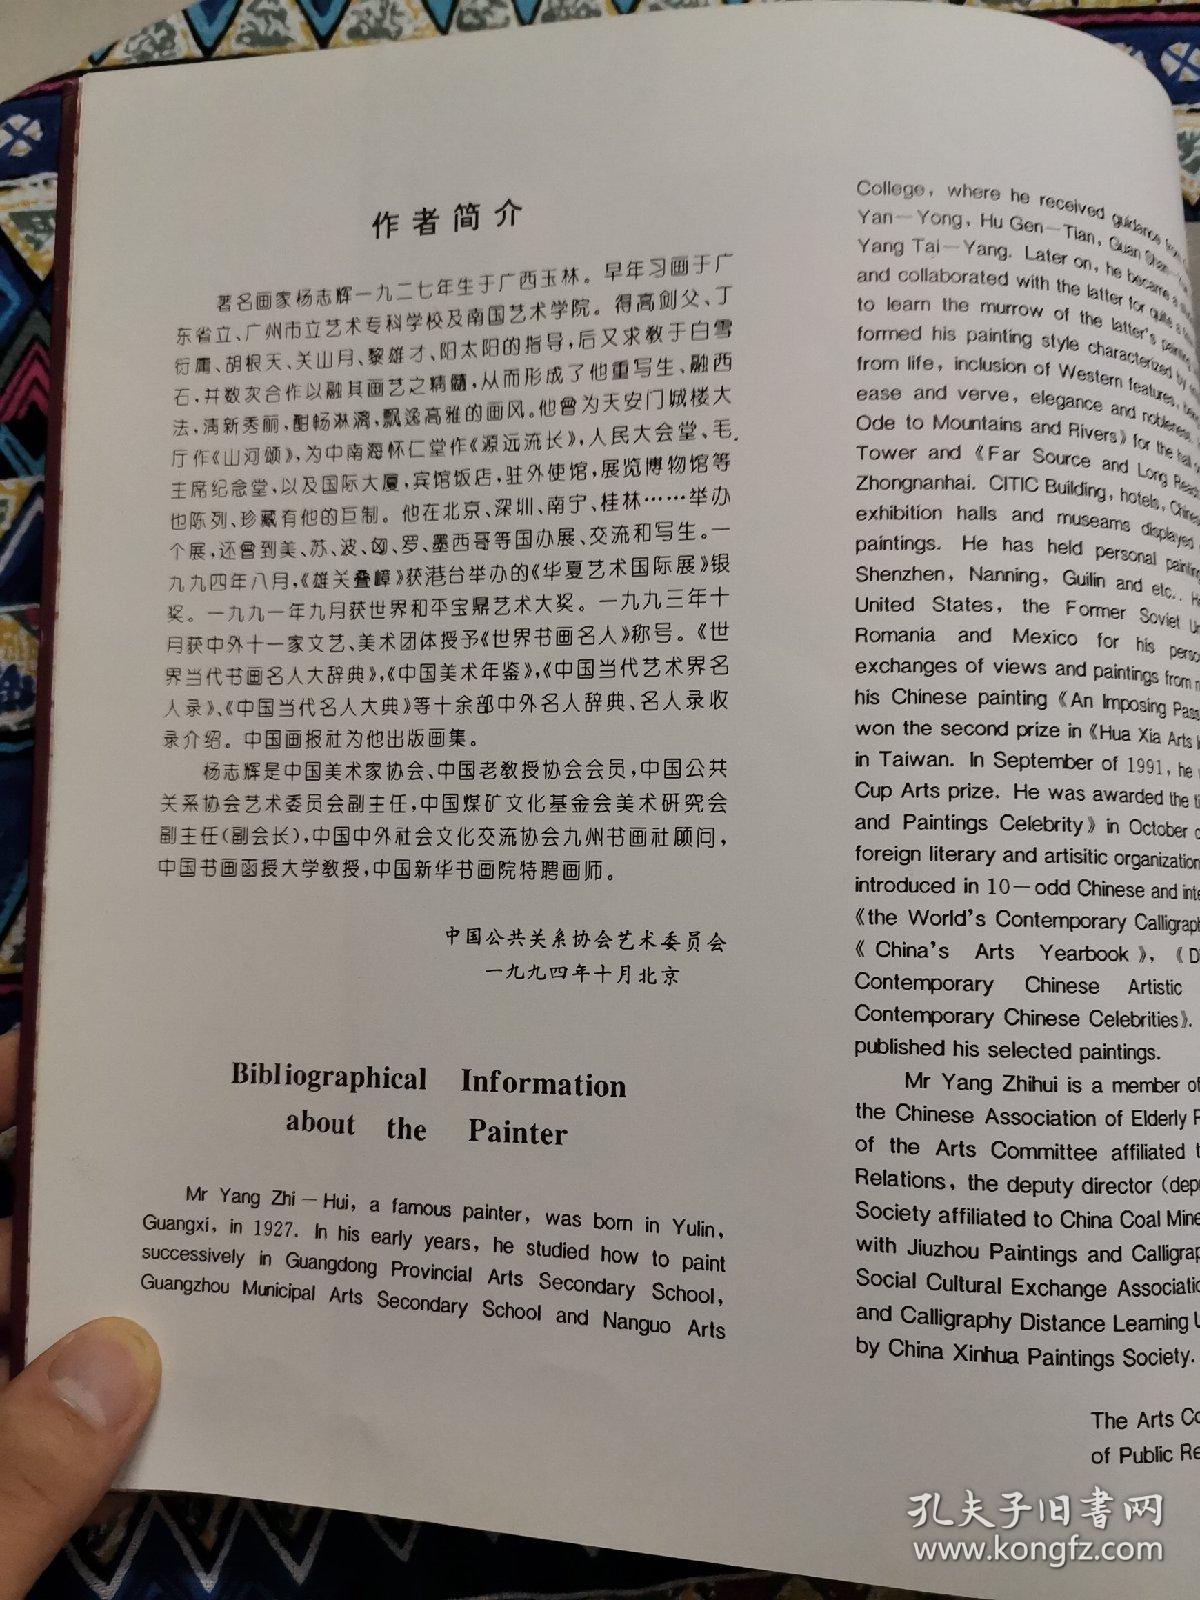 作者简介
著名画家杨志辉一九二七年生于广西玉林。早年习画于广
东省立、广州市立艺术专科学校及南国艺术学院。得高剑父、丁
衍庸、胡根天、关山月、黎雄才、阳太阳的指导，后又求教于白雪
石，并数次合作以融其画艺之精髓，从而形成了他重写生、融西
法，清新秀丽，酣畅淋漓，飘逸高雅的画风。他曾为天安门城楼大
厅作《山河颂》，为中南海怀仁堂作《源远流长》，人民大会堂、毛
主席纪念堂，以及国际大厦，宾馆饭店，驻外使馆，展览博物馆等
也陈列、珍藏有他的巨制。他在北京、深圳、南宁、桂林……举办
个展，还曾到美、苏、波、匈、罗、墨西哥等国办展、交流和写生。一
九九四年八月，《雄关叠嶂》获港台举办的《华夏艺术国际展》银
奖。一九九一年九月获世界和平宝鼎艺术大奖。一九九三年十
月获中外十一家文艺、美术团体授予《世界书画名人》称号。《世
界当代书画名人大辞典》，《中国美术年鉴》，《中国当代艺术界名
人录》、《中国当代名人大典》等十余部中外名人辞典、名人录收
录介绍。中国画报社为他出版画集。
杨志辉是中国美术家协会、中国老教授协会会员，中国公共
关系协会艺术委员会副主任，中国煤矿文化基金会美术研究会
副主任（副会长），中国中外社会文化交流协会九州书画社顾问，
中国书画函授大学教授，中国新华书画院特聘画师。
中国公共关系协会艺术委员会
一九九四年十月北京
Bibliographical Information
about the Painter
Mr Yang Zhi—Hui, a famous painter, was born in Yulin,
Guangxi, in 1927. In his early years, he studied how to paint
successively in Guangdong Provincial Arts Secondary School,
Guangzhou Municipal Arts Secondary School and Nanguo Arts
College, where he received guidance from
Yan—Yong, Hu Gen—Tian, Guan Shan—
Yang Tai—Yang. Later on, he became a
and collaborated with the latter for quite a
to learn the murrow of the latter's
formed his painting style characterized by
from life, inclusion of Western features,
ease and verve, elegance and
Ode to Mountains and Rivers》 for the hall
Tower and 《Far Source and Long
Zhongnanhai. CITIC Building, hotels,
exhibition halls and museams displayed
paintings. He has held personal
Shenzhen, Nanning, Guilin and etc..
United States, the Former Soviet
Romania and Mexico for his
exchanges of views and paintings from
his Chinese painting 《An Imposing
won the second prize in 《Hua Xia Arts
in Taiwan. In September of 1991, he
Cup Arts prize. He was awarded the
and Paintings Celebrity》 in October
foreign literary and artisitic
introduced in 10—odd Chinese and
《the World's Contemporary
《China's Arts Yearbook》, 《
Contemporary Chinese Artistic
Contemporary Chinese Celebrities》.
published his selected paintings.
Mr Yang Zhihui is a member of
the Chinese Association of Elderly
of the Arts Committee affiliated
Relations, the deputy director
Society affiliated to China Coal
with Jiuzhou Paintings and
Social Cultural Exchange
and Calligraphy Distance Learning
by China Xinhua Paintings Society.
The Arts
of Public
孔夫子旧书网
www.kongfz.com